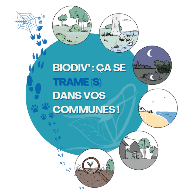 BIODIV' : ÇA SE
TRAME(S)
DANS VOS
COMMUNES !